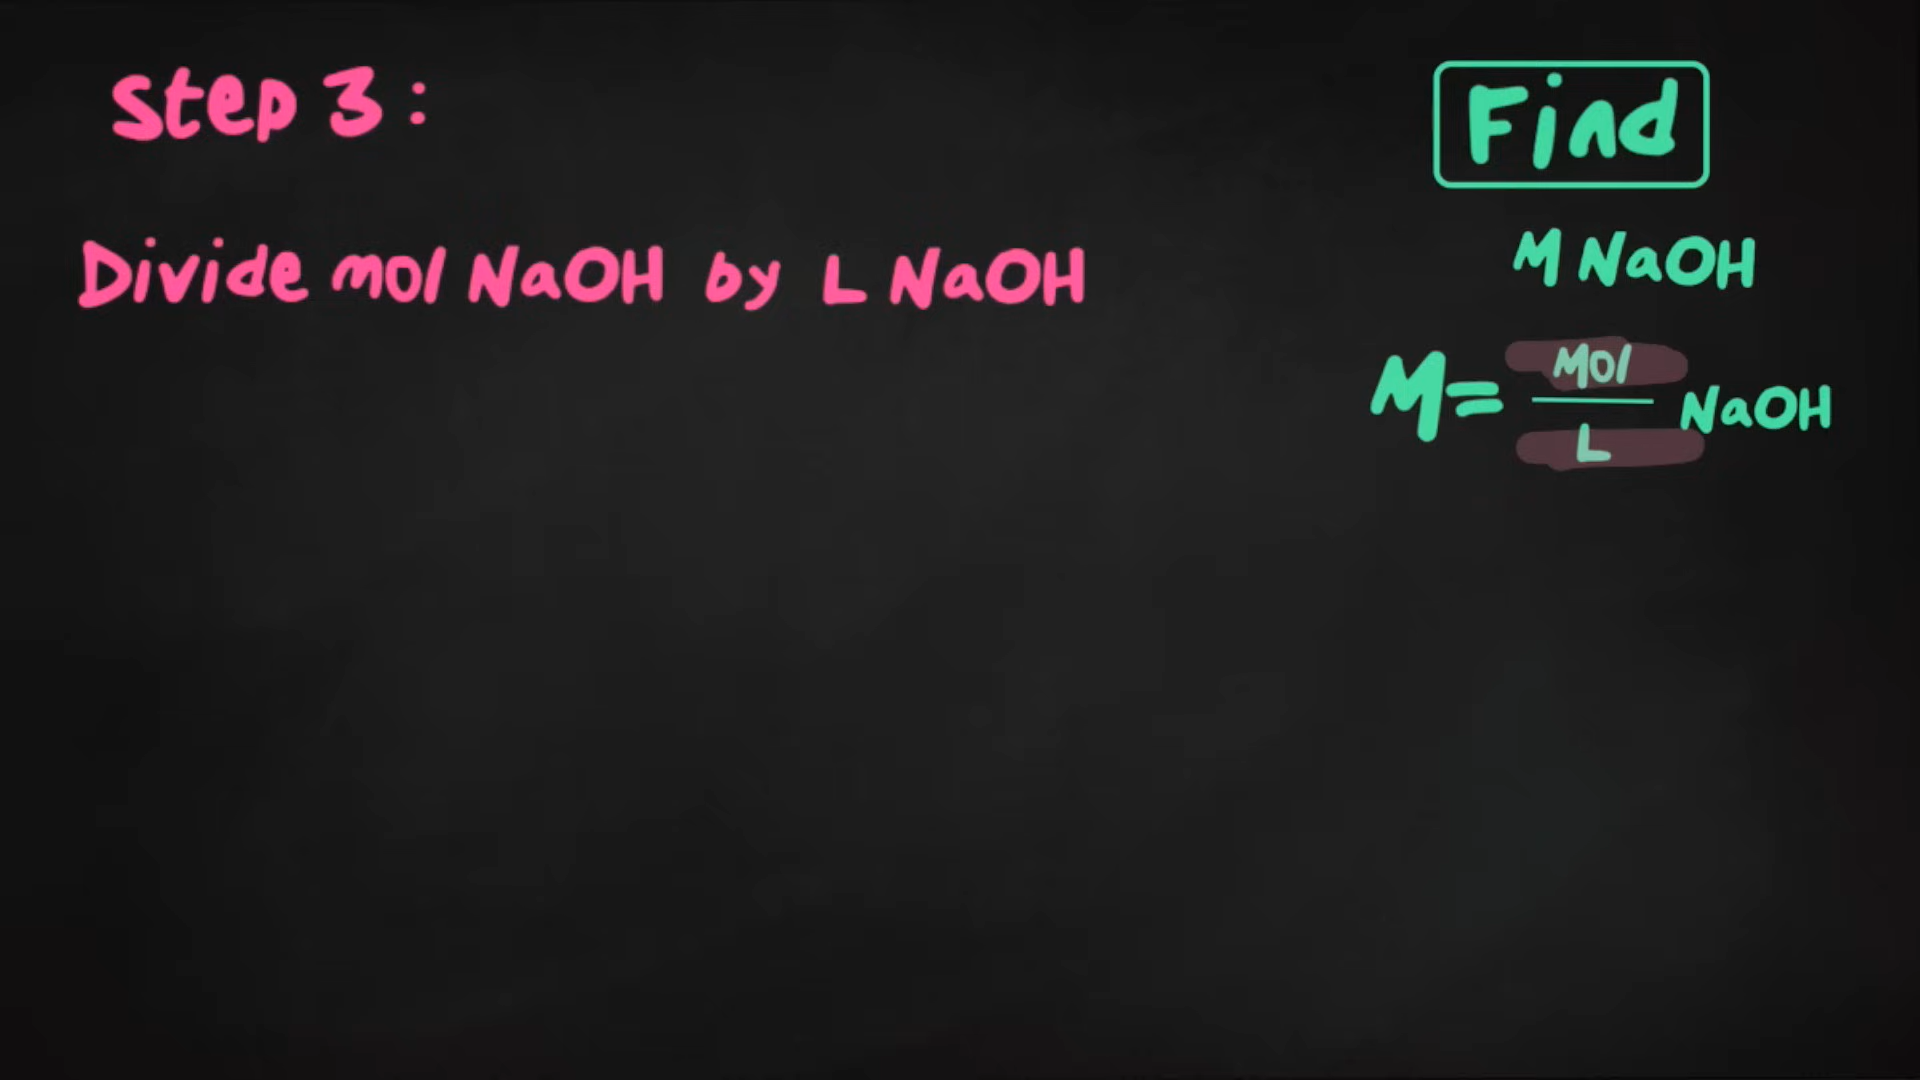 Step 3:
Divide mol NaOH by L NaOH
Find
M NaOH
M = Mol / L NaOH